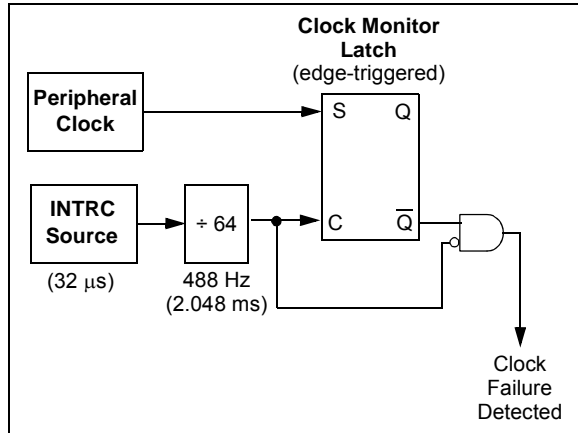 Clock Monitor
Latch
(edge-triggered)
Peripheral
Clock
S
Q
INTRC
Source
(32 μs)
÷ 64
488 Hz
(2.048 ms)
C
Q̅
Clock
Failure
Detected